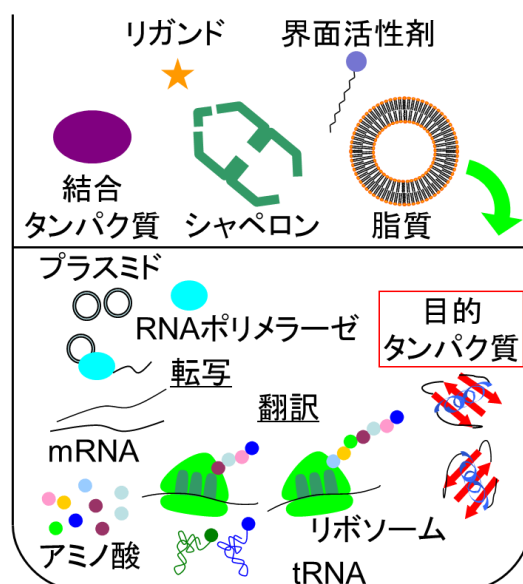 リガンド
界面活性剤
結合
タンパク質
シャペロン
脂質
プラスミド
RNAポリメラーゼ
目的
タンパク質
転写
翻訳
mRNA
リボソーム
アミノ酸
tRNA